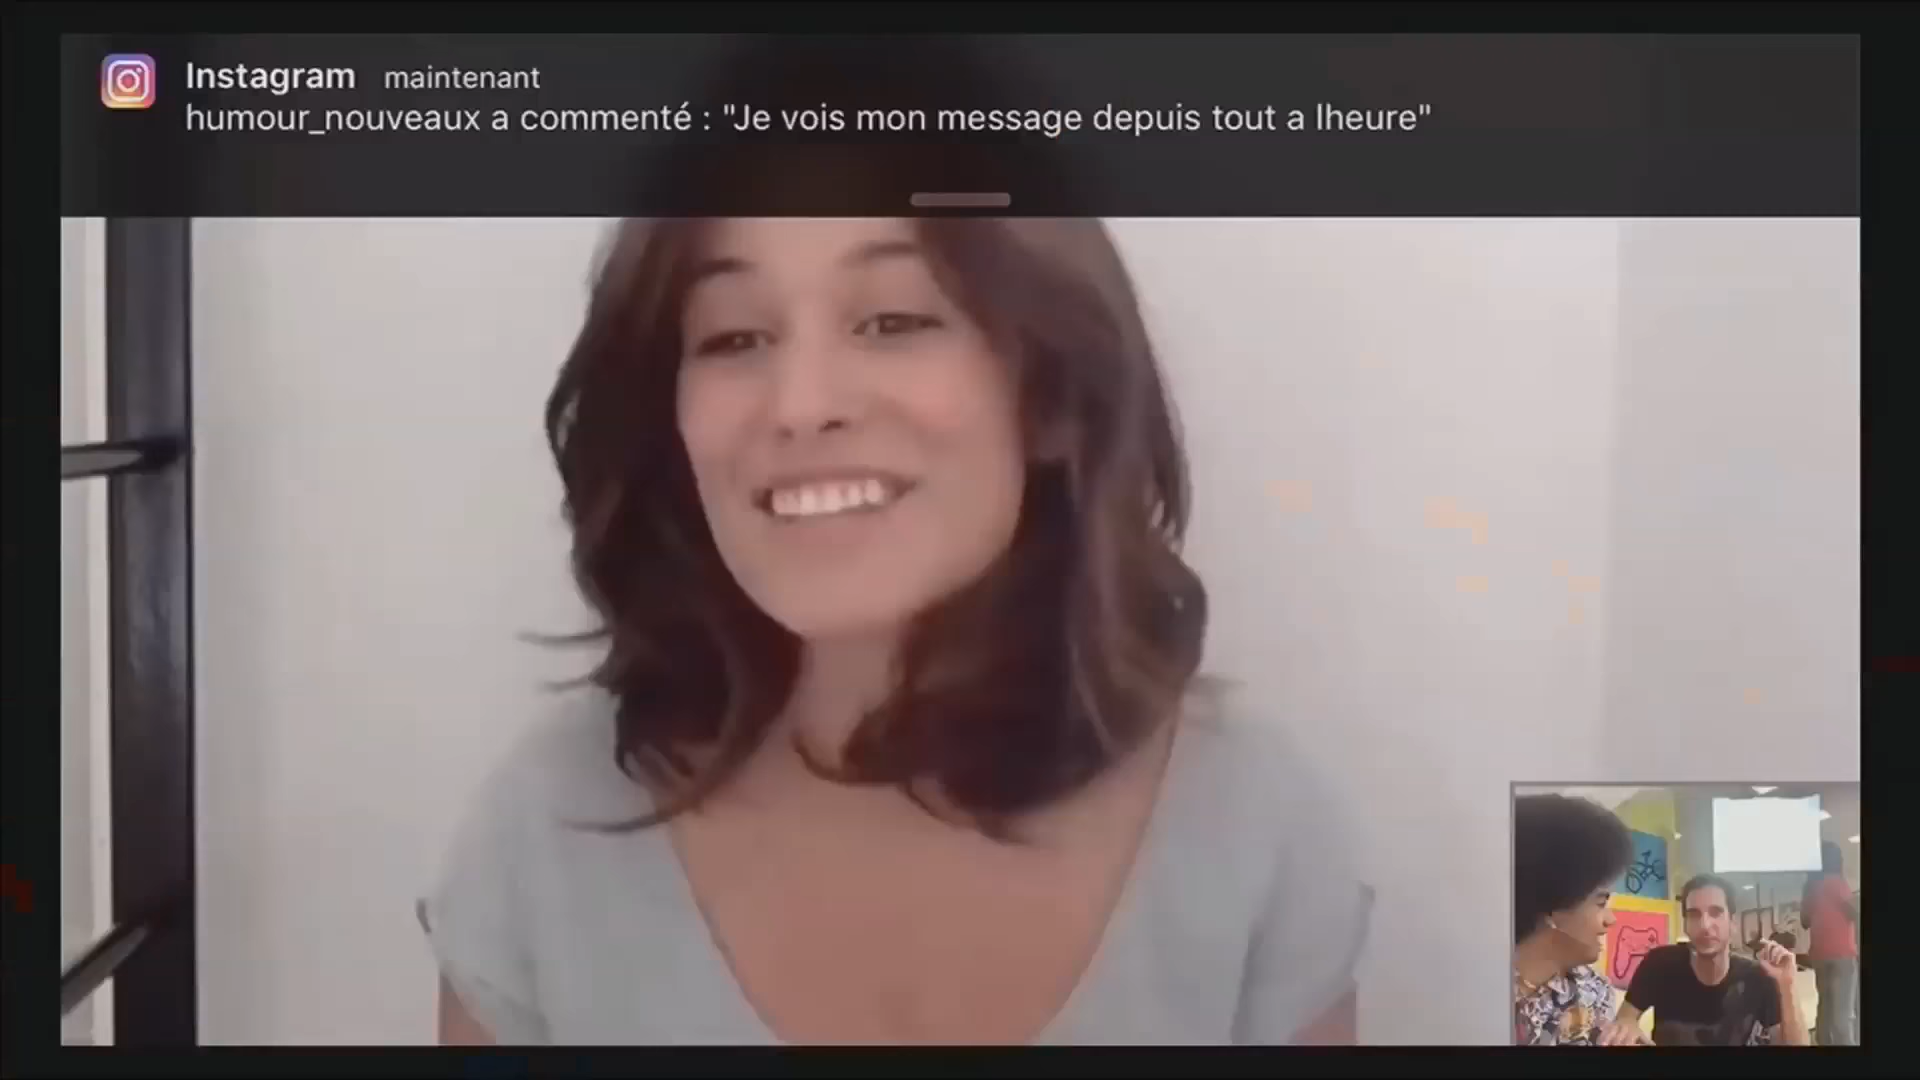 Instagram maintenant
humour_nouveaux a commenté : "Je vois mon message depuis tout a lheure"